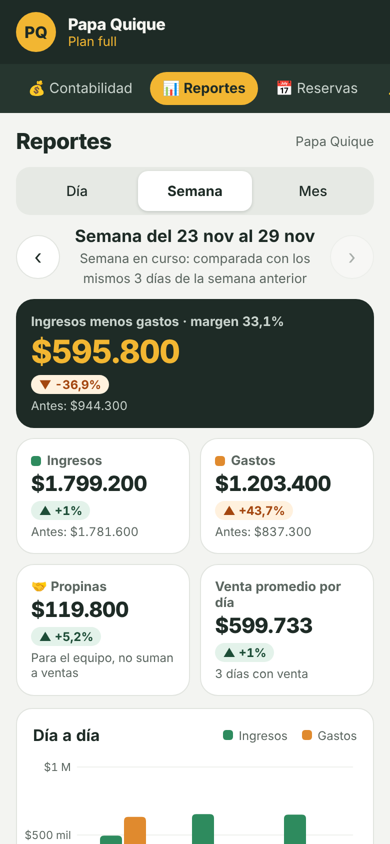 PQ
Papa Quique
Plan full
💰 Contabilidad
📊 Reportes
📅 Reservas
Reportes
Papa Quique
Día
Semana
Mes
‹
Semana del 23 nov al 29 nov
Semana en curso: comparada con los
mismos 3 días de la semana anterior
›
Ingresos menos gastos · margen 33,1%
$595.800
▼ -36,9%
Antes: $944.300
Ingresos
$1.799.200
▲ +1%
Antes: $1.781.600
Gastos
$1.203.400
▲ +43,7%
Antes: $837.300
🤝 Propinas
$119.800
▲ +5,2%
Para el equipo, no suman
a ventas
Venta promedio por
día
$599.733
▲ +1%
3 días con venta
Día a día
Ingresos
Gastos
$1 M
$500 mil